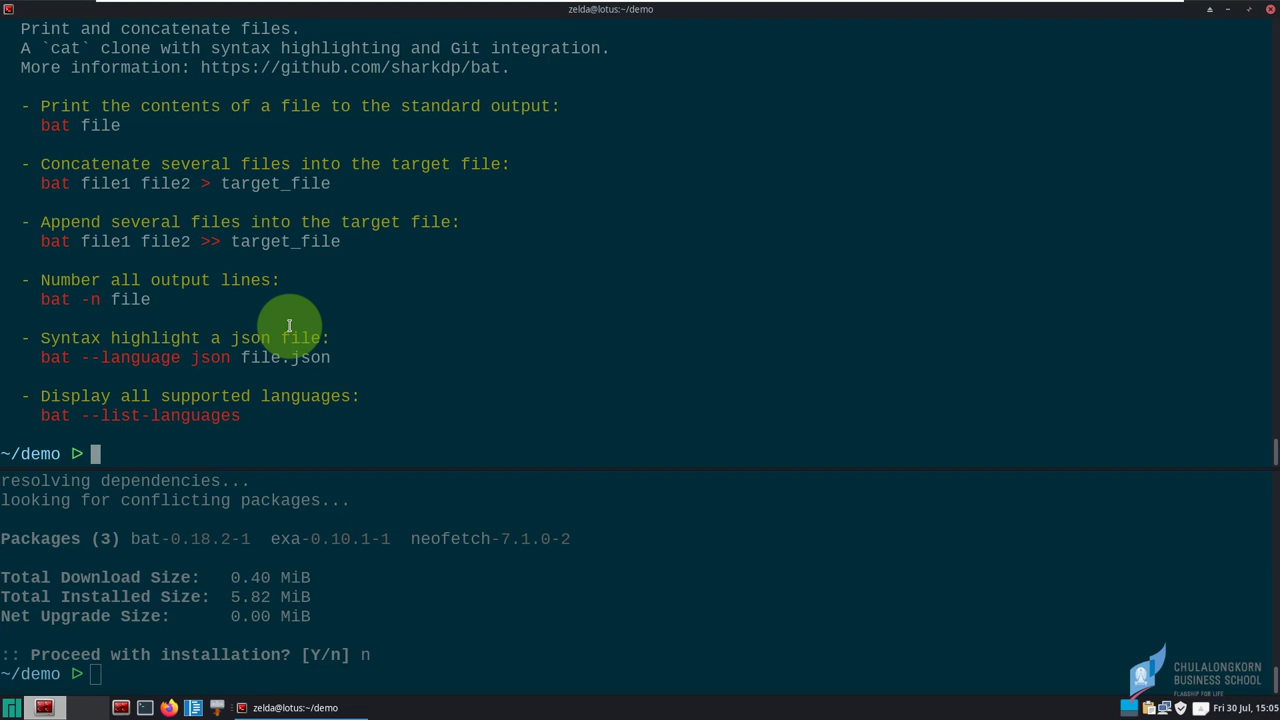 zelda@lotus:~/demo
Print and concatenate files.
A `cat` clone with syntax highlighting and Git integration.
More information: https://github.com/sharkdp/bat.
- Print the contents of a file to the standard output:
bat file
- Concatenate several files into the target file:
bat file1 file2 > target_file
- Append several files into the target file:
bat file1 file2 >> target_file
- Number all output lines:
bat -n file
- Syntax highlight a json file:
bat --language json file.json
- Display all supported languages:
bat --list-languages
~/demo ▷
resolving dependencies...
looking for conflicting packages...
Packages (3) bat-0.18.2-1 exa-0.10.1-1 neofetch-7.1.0-2
Total Download Size: 0.40 MiB
Total Installed Size: 5.82 MiB
Net Upgrade Size: 0.00 MiB
:: Proceed with installation? [Y/n] n
~/demo ▷
CHULALONGKORN
BUSINESS SCHOOL
FLAGSHIP FOR LIFE
zelda@lotus:~/demo
Fri 30 Jul, 15:05